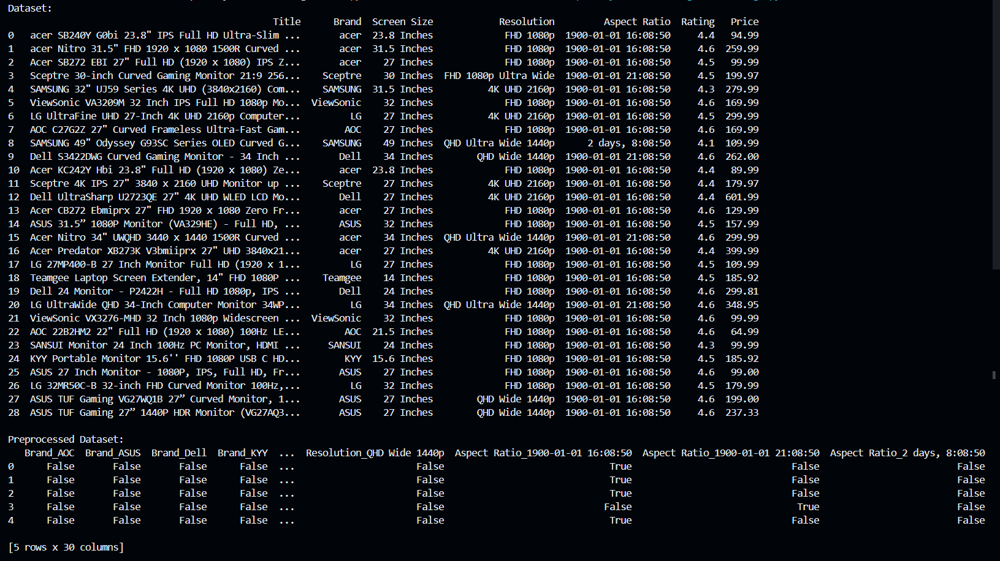 Dataset:
Title Brand Screen Size Resolution Aspect Ratio Rating Price
0 acer SB240Y G0bi 23.8" IPS Full HD Ultra-Slim ... acer 23.8 Inches FHD 1080p 1900-01-01 16:08:50 4.4 94.99
1 acer Nitro 31.5" FHD 1920 x 1080 1500R Curved ... acer 31.5 Inches FHD 1080p 1900-01-01 16:08:50 4.6 259.99
2 Acer SB272 EBI 27" Full HD (1920 x 1080) IPS Z... acer 27 Inches FHD 1080p 1900-01-01 16:08:50 4.5 99.99
3 Sceptre 30-inch Curved Gaming Monitor 21:9 256... Sceptre 30 Inches FHD 1080p Ultra Wide 1900-01-01 21:08:50 4.5 199.97
4 SAMSUNG 32" UJ59 Series 4K UHD (3840x2160) Com... SAMSUNG 31.5 Inches 4K UHD 2160p 1900-01-01 16:08:50 4.3 279.99
5 ViewSonic VA3209M 32 Inch IPS Full HD 1080p Mo... ViewSonic 32 Inches FHD 1080p 1900-01-01 16:08:50 4.6 169.99
6 LG UltraFine UHD 27-Inch 4K UHD 2160p Computer... LG 27 Inches 4K UHD 2160p 1900-01-01 16:08:50 4.5 299.99
7 AOC C27G2Z 27" Curved Frameless Ultra-Fast Gam... AOC 27 Inches FHD 1080p 1900-01-01 16:08:50 4.6 169.99
8 SAMSUNG 49" Odyssey G93SC Series OLED Curved G... SAMSUNG 49 Inches QHD Ultra Wide 1440p 2 days, 8:08:50 4.1 109.99
9 Dell S3422DWG Curved Gaming Monitor - 34 Inch ... Dell 34 Inches QHD Wide 1440p 1900-01-01 21:08:50 4.6 262.00
10 Acer KC242Y Hbi 23.8" Full HD (1920 x 1080) Ze... acer 23.8 Inches FHD 1080p 1900-01-01 16:08:50 4.4 89.99
11 Sceptre 4K IPS 27" 3840 x 2160 UHD Monitor up ... Sceptre 27 Inches 4K UHD 2160p 1900-01-01 16:08:50 4.4 179.97
12 Dell UltraSharp U2723QE 27" 4K UHD WLED LCD Mo... Dell 27 Inches 4K UHD 2160p 1900-01-01 16:08:50 4.4 601.99
13 Acer CB272 Ebmiprx 27" FHD 1920 x 1080 Zero Fr... acer 27 Inches FHD 1080p 1900-01-01 16:08:50 4.6 129.99
14 ASUS 31.5” 1080P Monitor (VA329HE) - Full HD, ... ASUS 32 Inches FHD 1080p 1900-01-01 16:08:50 4.5 157.99
15 Acer Nitro 34" UWQHD 3440 x 1440 1500R Curved ... acer 34 Inches QHD Ultra Wide 1440p 1900-01-01 21:08:50 4.6 299.99
16 Acer Predator XB273K V3bmiiprx 27" UHD 3840x21... acer 27 Inches 4K UHD 2160p 1900-01-01 16:08:50 4.4 399.99
17 LG 27MP400-B 27 Inch Monitor Full HD (1920 x 1... LG 27 Inches FHD 1080p 1900-01-01 16:08:50 4.5 109.99
18 Teamgee Laptop Screen Extender, 14" FHD 1080P ... Teamgee 14 Inches FHD 1080p 1900-01-01 16:08:50 4.5 185.92
19 Dell 24 Monitor - P2422H - Full HD 1080p, IPS ... Dell 24 Inches FHD 1080p 1900-01-01 16:08:50 4.6 299.81
20 LG UltraWide QHD 34-Inch Computer Monitor 34WP... LG 34 Inches QHD Ultra Wide 1440p 1900-01-01 21:08:50 4.6 348.95
21 ViewSonic VX3276-MHD 32 Inch 1080p Widescreen ... ViewSonic 32 Inches FHD 1080p 1900-01-01 16:08:50 4.6 99.99
22 AOC 22B2HM2 22" Full HD (1920 x 1080) 100Hz LE... AOC 21.5 Inches FHD 1080p 1900-01-01 16:08:50 4.6 64.99
23 SANSUI Monitor 24 Inch 100Hz PC Monitor, HDMI ... SANSUI 24 Inches FHD 1080p 1900-01-01 16:08:50 4.3 99.99
24 KYY Portable Monitor 15.6'' FHD 1080P USB C HD... KYY 15.6 Inches FHD 1080p 1900-01-01 16:08:50 4.5 185.92
25 ASUS 27 Inch Monitor - 1080P, IPS, Full HD, Fr... ASUS 27 Inches FHD 1080p 1900-01-01 16:08:50 4.6 99.00
26 LG 32MR50C-B 32-inch FHD Curved Monitor 100Hz,... LG 32 Inches FHD 1080p 1900-01-01 16:08:50 4.5 179.99
27 ASUS TUF Gaming VG27WQ1B 27” Curved Monitor, 1... ASUS 27 Inches QHD Wide 1440p 1900-01-01 16:08:50 4.6 199.00
28 ASUS TUF Gaming 27” 1440P HDR Monitor (VG27AQ3... ASUS 27 Inches QHD Wide 1440p 1900-01-01 16:08:50 4.6 237.33
Preprocessed Dataset:
Brand_AOC Brand_ASUS Brand_Dell Brand_KYY ... Resolution_QHD Wide 1440p Aspect Ratio_1900-01-01 16:08:50 Aspect Ratio_1900-01-01 21:08:50 Aspect Ratio_2 days, 8:08:50
0 False False False False ... False True False False
1 False False False False ... False True False False
2 False False False False ... False True False False
3 False False False False ... False False True False
4 False False False False ... False True False False
[5 rows x 30 columns]